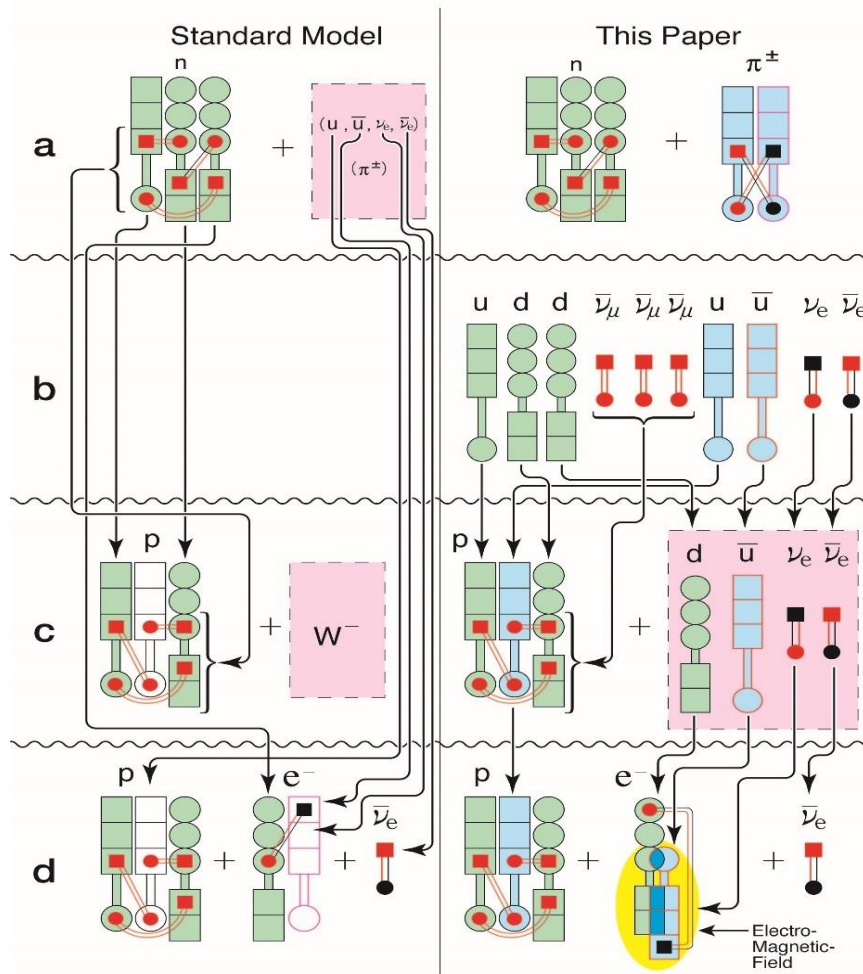 Standard Model
This Paper
n
n π±
a
+
(u , u̅, νe, ν̅e)
(π±)
+
b
u d d ν̅μ ν̅μ ν̅μ u u̅ νe ν̅e
c
p
+
W−
p
+
d u̅ νe ν̅e
d
p
+
e−
+
ν̅e
p
+
e−
+
ν̅e
Electro-
Magnetic-
Field